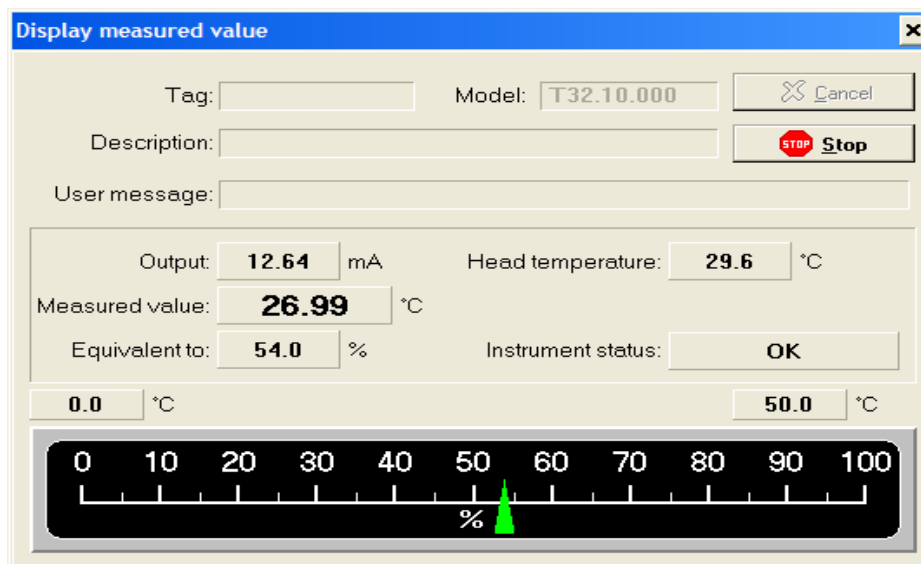 Display measured value
Tag: Model: T32.10.000 Cancel
Description: STOP Stop
User message:
Output: 12.64 mA Head temperature: 29.6 °C
Measured value: 26.99 °C
Equivalent to: 54.0 % Instrument status: OK
0.0 °C 50.0 °C
0 10 20 30 40 50 60 70 80 90 100
%